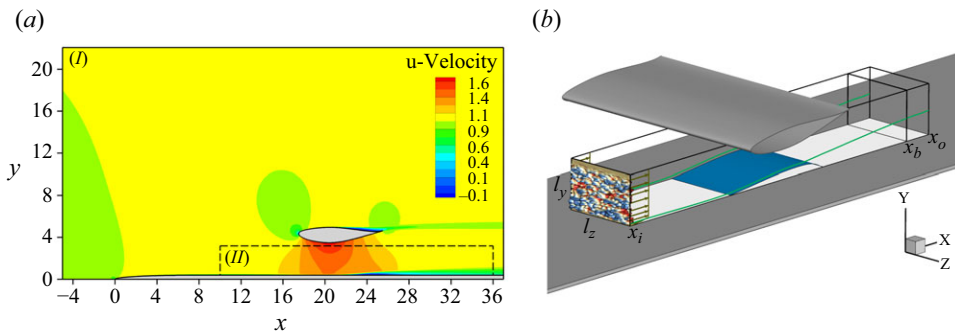 (a)
(I)
u-Velocity
1.6
1.4
1.1
0.9
0.6
0.4
0.1
−0.1
20
16
12
8
4
0
y
(II)
−4 0 4 8 12 16 20 24 28 32 36
x
(b)
l_y
l_z
x_i
x_b
x_o
Y
X
Z